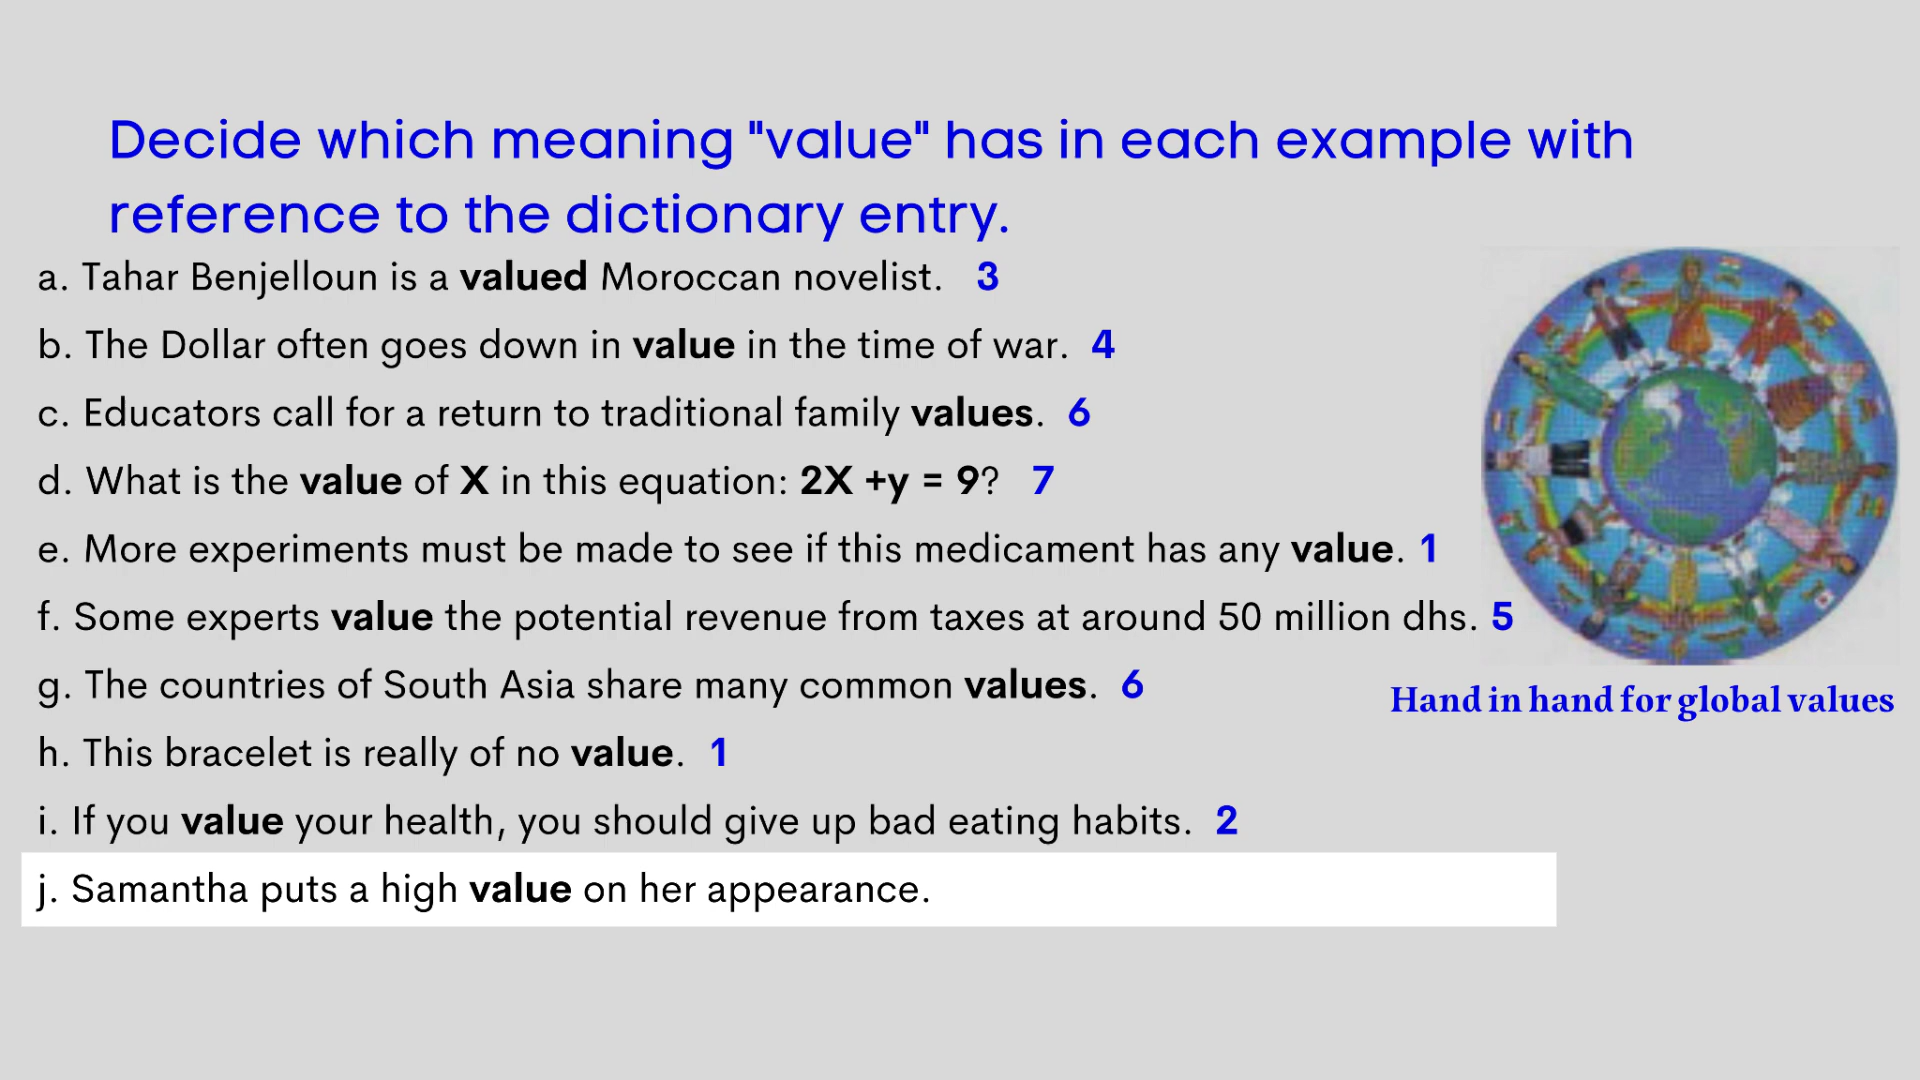 Decide which meaning "value" has in each example with
reference to the dictionary entry.
a. Tahar Benjelloun is a valued Moroccan novelist. 3
b. The Dollar often goes down in value in the time of war. 4
c. Educators call for a return to traditional family values. 6
d. What is the value of X in this equation: 2X +y = 9? 7
e. More experiments must be made to see if this medicament has any value. 1
f. Some experts value the potential revenue from taxes at around 50 million dhs. 5
g. The countries of South Asia share many common values. 6
Hand in hand for global values
h. This bracelet is really of no value. 1
i. If you value your health, you should give up bad eating habits. 2
j. Samantha puts a high value on her appearance.